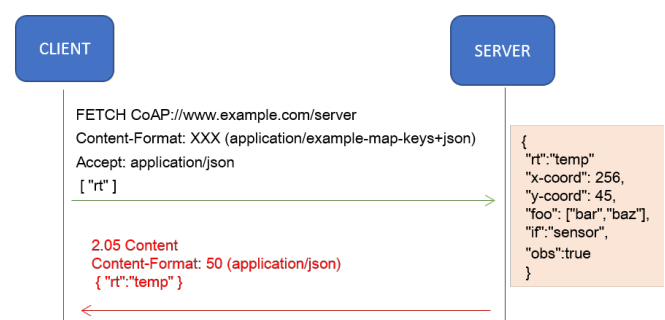 CLIENT
SERVER
FETCH CoAP://www.example.com/server
Content-Format: XXX (application/example-map-keys+json)
Accept: application/json
[ "rt" ]
{
"rt":"temp"
"x-coord": 256,
"y-coord": 45,
"foo": ["bar","baz"],
"if":"sensor",
"obs":true
}
2.05 Content
Content-Format: 50 (application/json)
{ "rt":"temp" }